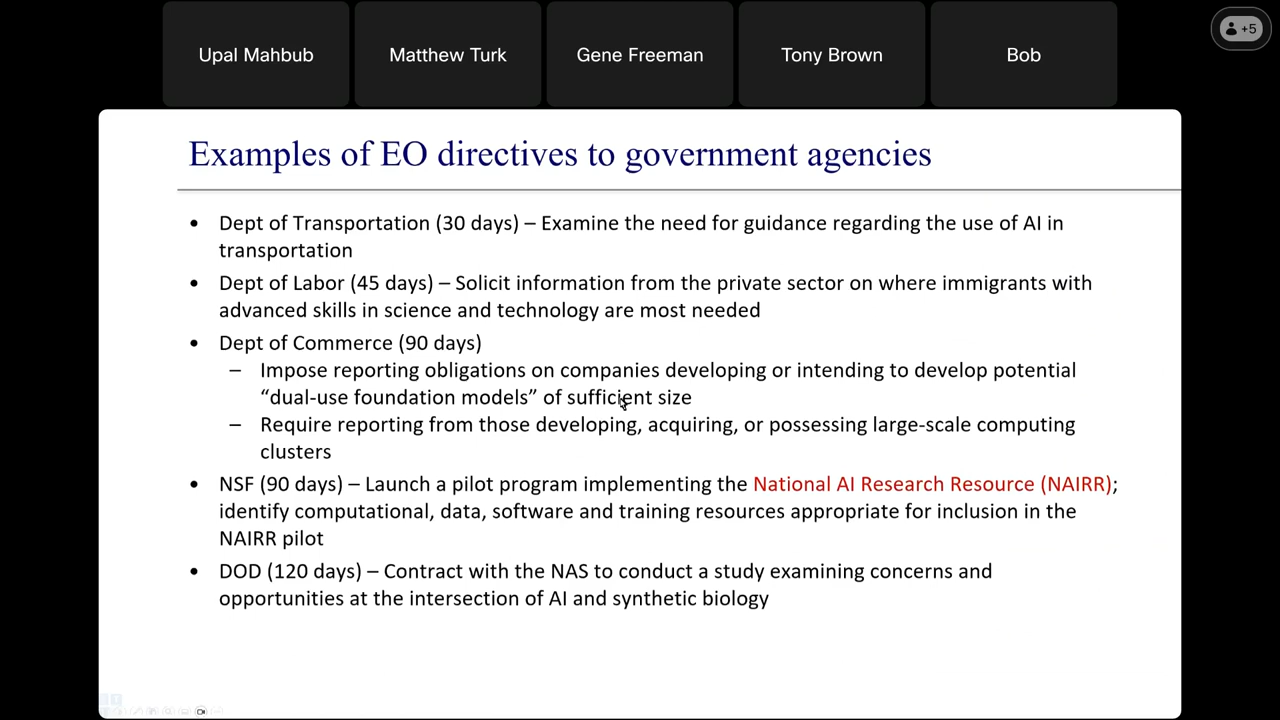 Upal Mahbub
Matthew Turk
Gene Freeman
Tony Brown
Bob
+5
Examples of EO directives to government agencies
• Dept of Transportation (30 days) – Examine the need for guidance regarding the use of AI in
transportation
• Dept of Labor (45 days) – Solicit information from the private sector on where immigrants with
advanced skills in science and technology are most needed
• Dept of Commerce (90 days)
– Impose reporting obligations on companies developing or intending to develop potential
“dual-use foundation models” of sufficient size
– Require reporting from those developing, acquiring, or possessing large-scale computing
clusters
• NSF (90 days) – Launch a pilot program implementing the National AI Research Resource (NAIRR);
identify computational, data, software and training resources appropriate for inclusion in the
NAIRR pilot
• DOD (120 days) – Contract with the NAS to conduct a study examining concerns and
opportunities at the intersection of AI and synthetic biology